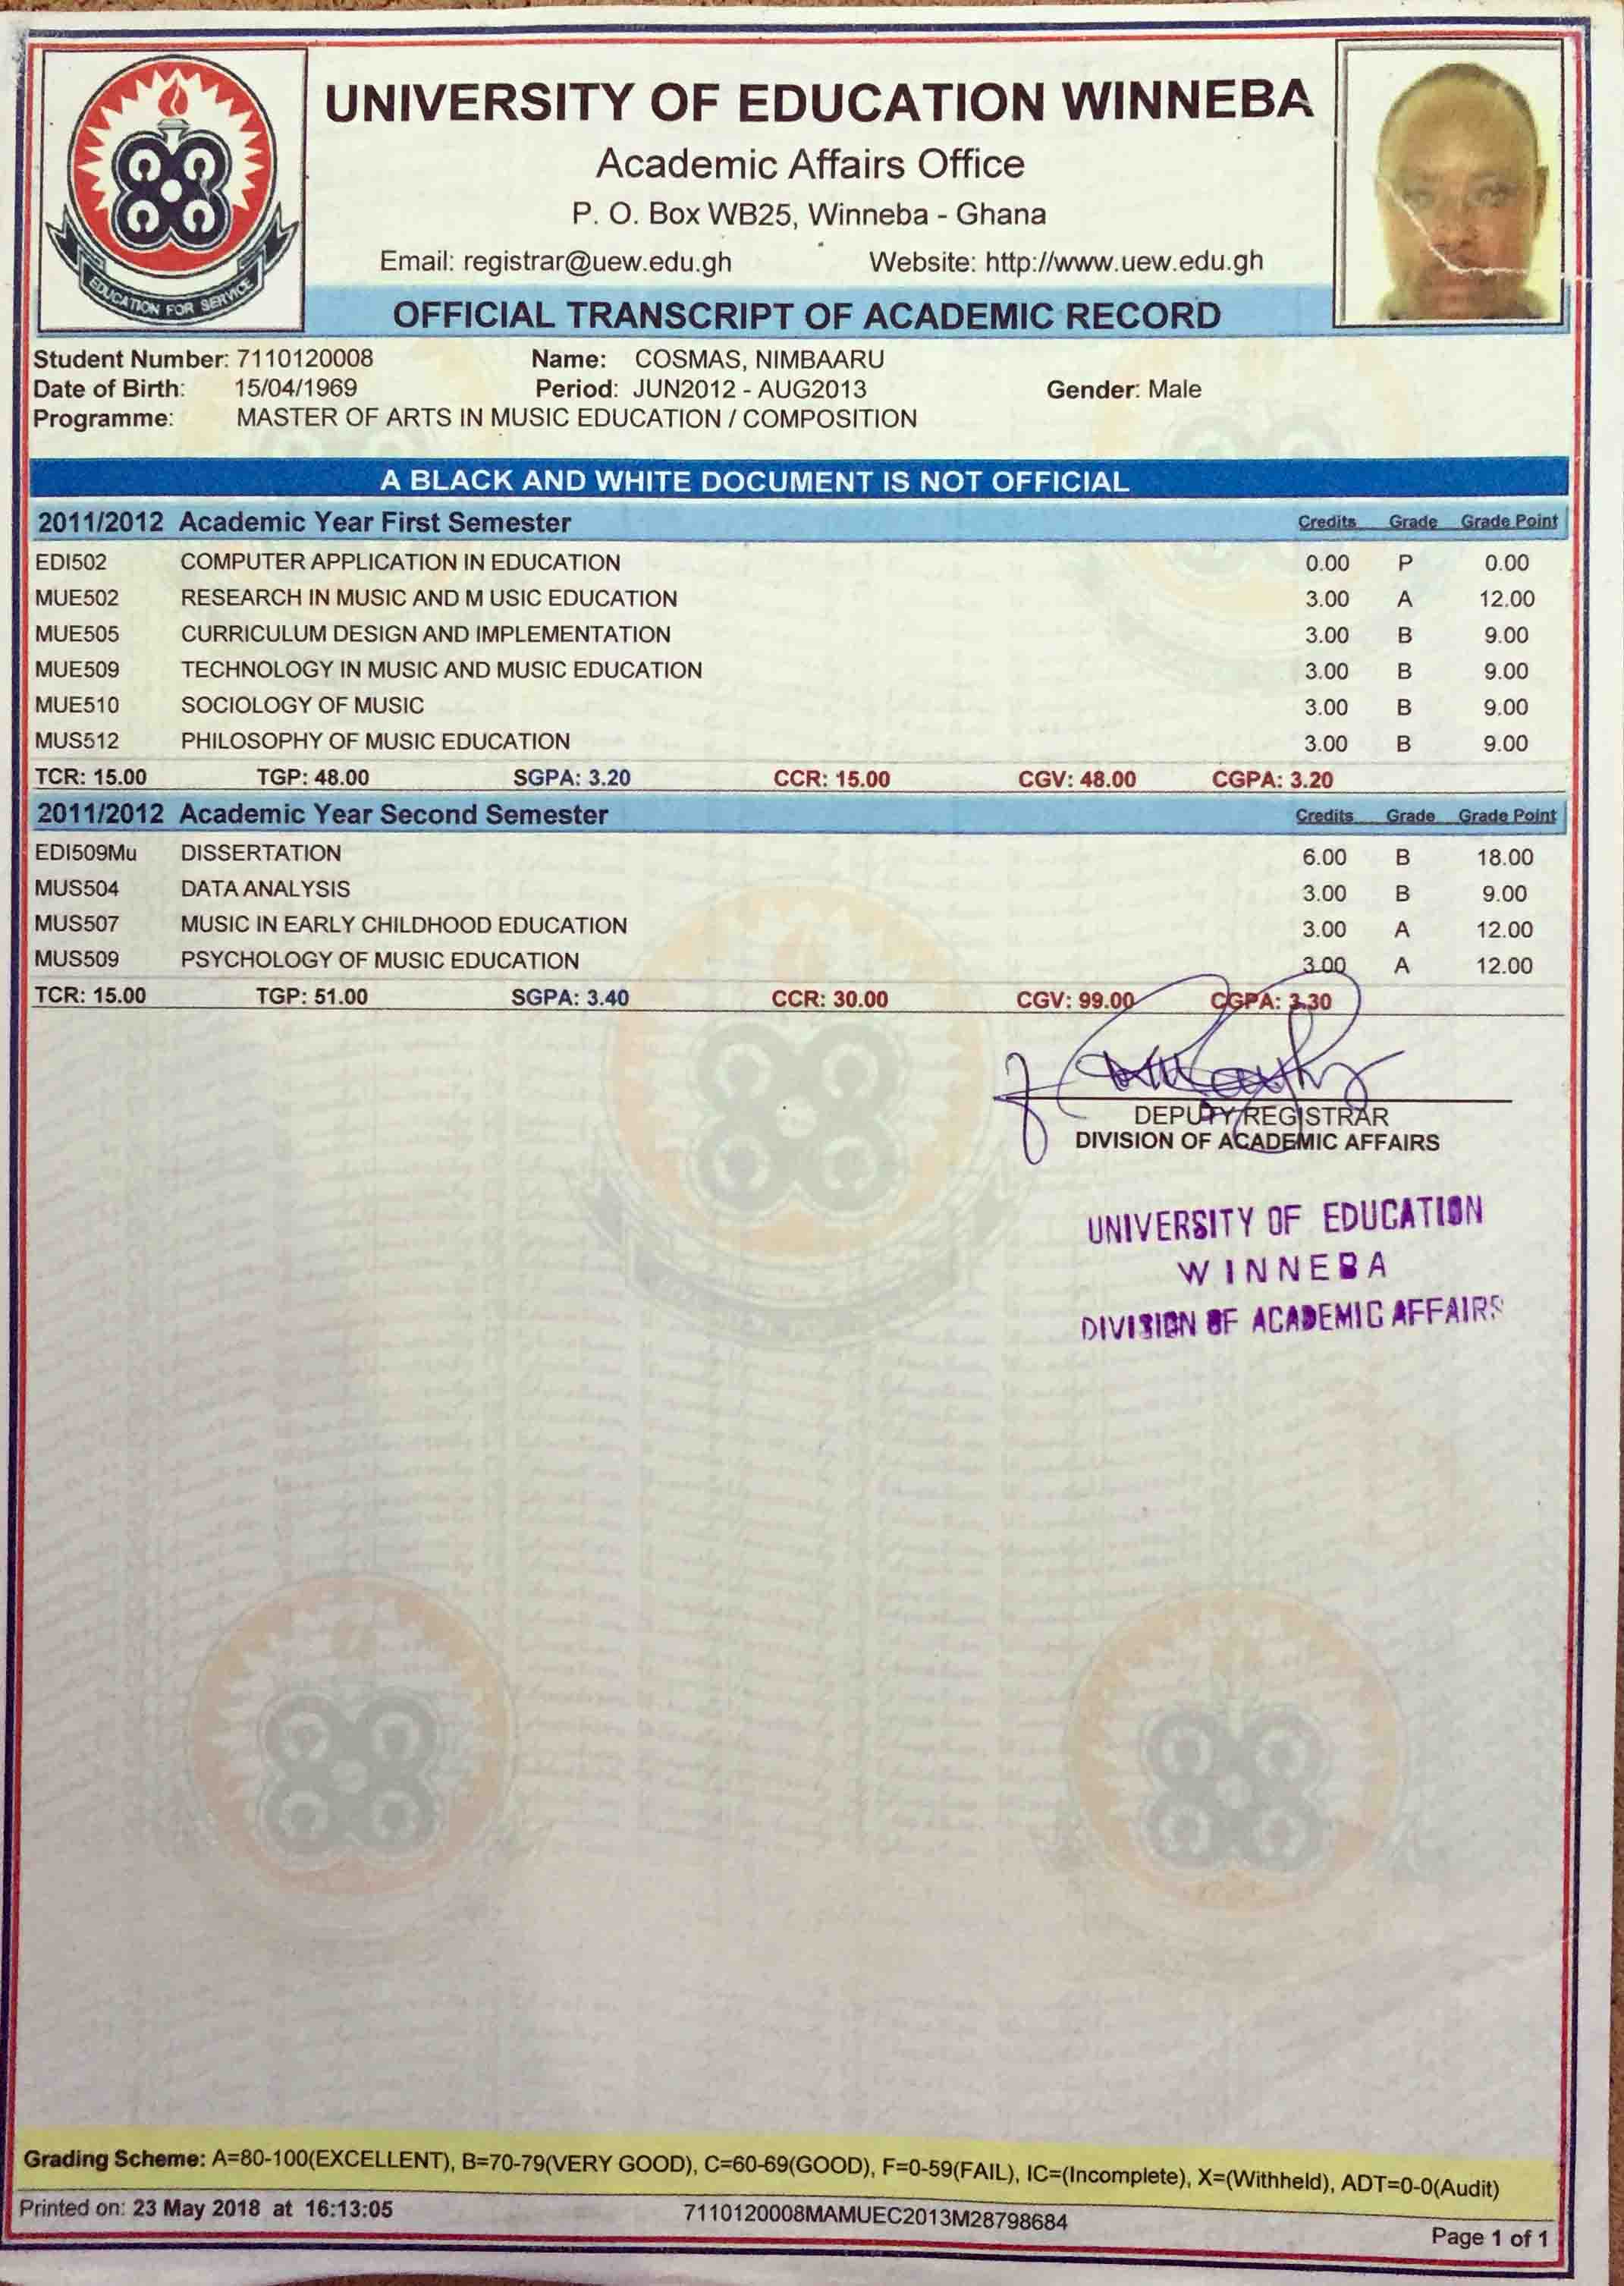 UNIVERSITY OF EDUCATION WINNEBA
Academic Affairs Office
P. O. Box WB25, Winneba - Ghana
Email: registrar@uew.edu.gh Website: http://www.uew.edu.gh
EDUCATION FOR SERVICE
OFFICIAL TRANSCRIPT OF ACADEMIC RECORD
Student Number: 7110120008 Name: COSMAS, NIMBAARU
Date of Birth: 15/04/1969 Period: JUN2012 - AUG2013 Gender: Male
Programme: MASTER OF ARTS IN MUSIC EDUCATION / COMPOSITION
A BLACK AND WHITE DOCUMENT IS NOT OFFICIAL
2011/2012 Academic Year First Semester Credits Grade Grade Point
EDI502 COMPUTER APPLICATION IN EDUCATION 0.00 P 0.00
MUE502 RESEARCH IN MUSIC AND M USIC EDUCATION 3.00 A 12.00
MUE505 CURRICULUM DESIGN AND IMPLEMENTATION 3.00 B 9.00
MUE509 TECHNOLOGY IN MUSIC AND MUSIC EDUCATION 3.00 B 9.00
MUE510 SOCIOLOGY OF MUSIC 3.00 B 9.00
MUS512 PHILOSOPHY OF MUSIC EDUCATION 3.00 B 9.00
TCR: 15.00 TGP: 48.00 SGPA: 3.20 CCR: 15.00 CGV: 48.00 CGPA: 3.20
2011/2012 Academic Year Second Semester Credits Grade Grade Point
EDI509Mu DISSERTATION 6.00 B 18.00
MUS504 DATA ANALYSIS 3.00 B 9.00
MUS507 MUSIC IN EARLY CHILDHOOD EDUCATION 3.00 A 12.00
MUS509 PSYCHOLOGY OF MUSIC EDUCATION 3.00 A 12.00
TCR: 15.00 TGP: 51.00 SGPA: 3.40 CCR: 30.00 CGV: 99.00 CGPA: 3.30
DEPUTY REGISTRAR
DIVISION OF ACADEMIC AFFAIRS
UNIVERSITY OF EDUCATION
WINNEBA
DIVISION OF ACADEMIC AFFAIRS
Grading Scheme: A=80-100(EXCELLENT), B=70-79(VERY GOOD), C=60-69(GOOD), F=0-59(FAIL), IC=(Incomplete), X=(Withheld), ADT=0-0(Audit)
Printed on: 23 May 2018 at 16:13:05 7110120008MAMUEC2013M28798684
Page 1 of 1